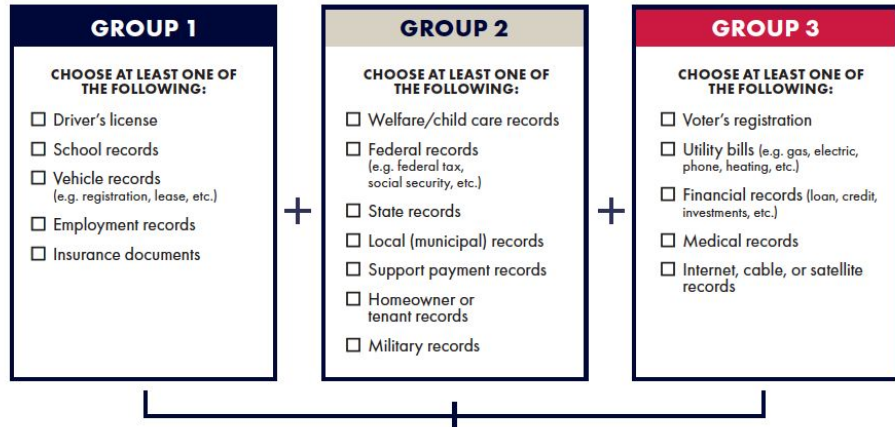 GROUP 1
CHOOSE AT LEAST ONE OF
THE FOLLOWING:
Driver's license
School records
Vehicle records
(e.g. registration, lease, etc.)
Employment records
Insurance documents
+
GROUP 2
CHOOSE AT LEAST ONE OF
THE FOLLOWING:
Welfare/child care records
Federal records
(e.g. federal tax,
social security, etc.)
State records
Local (municipal) records
Support payment records
Homeowner or
tenant records
Military records
+
GROUP 3
CHOOSE AT LEAST ONE OF
THE FOLLOWING:
Voter's registration
Utility bills (e.g. gas, electric,
phone, heating, etc.)
Financial records (loan, credit,
investments, etc.)
Medical records
Internet, cable, or satellite
records